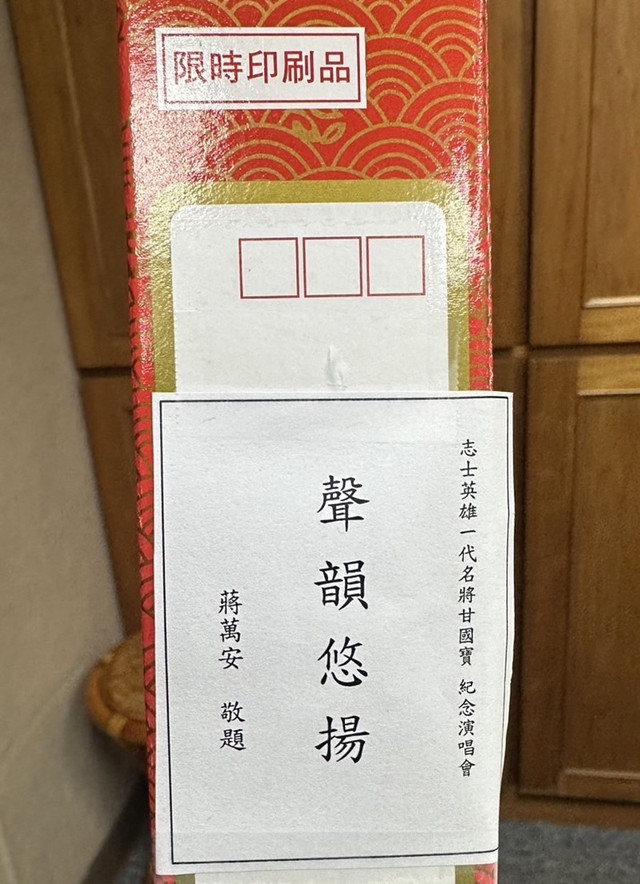 限時印刷品
志士英雄一代名將甘國寶 紀念演唱會
聲韻悠揚
蔣萬安 敬題